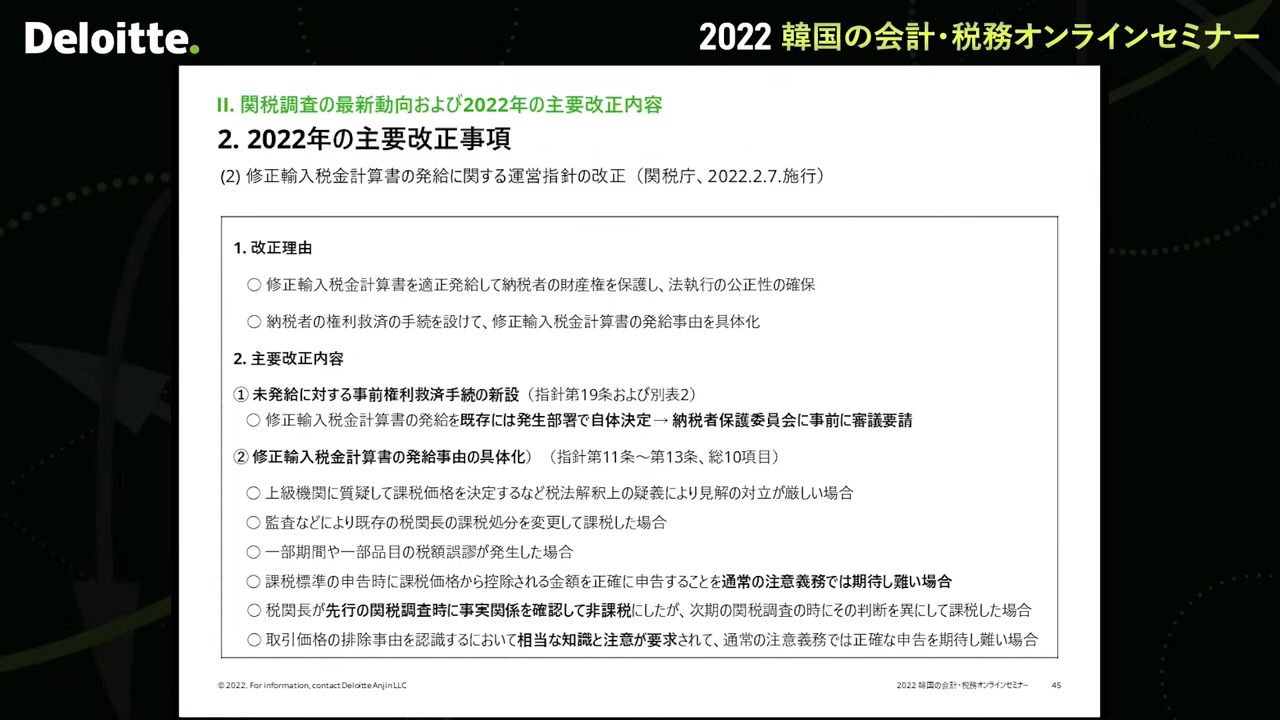 Deloitte.
2022 韓国の会計・税務オンラインセミナー
II. 関税調査の最新動向および2022年の主要改正内容
2. 2022年の主要改正事項
(2) 修正輸入税金計算書の発給に関する運営指針の改正（関税庁、2022.2.7.施行）
1. 改正理由
○ 修正輸入税金計算書を適正発給して納税者の財産権を保護し、法執行の公正性の確保
○ 納税者の権利救済の手続を設けて、修正輸入税金計算書の発給事由を具体化
2. 主要改正内容
① 未発給に対する事前権利救済手続の新設（指針第19条および別表2）
○ 修正輸入税金計算書の発給を既存には発生部署で自体決定→ 納税者保護委員会に事前に審議要請
② 修正輸入税金計算書の発給事由の具体化）（指針第11条～第13条、総10項目）
○ 上級機関に質疑して課税価格を決定するなど税法解釈上の疑義により見解の対立が厳しい場合
○ 監査などにより既存の税関長の課税処分を変更して課税した場合
○ 一部期間や一部品目の税額誤謬が発生した場合
○ 課税標準の申告時に課税価格から控除される金額を正確に申告することを通常の注意義務では期待し難い場合
○ 税関長が先行の関税調査時に事実関係を確認して非課税にしたが、次期の関税調査の時にその判断を異にして課税した場合
○ 取引価格の排除事由を認識するにおいて相当な知識と注意が要求されて、通常の注意義務では正確な申告を期待し難い場合
© 2022. For information, contact Deloitte Anjin LLC
2022 韓国の会計・税務オンラインセミナー 45